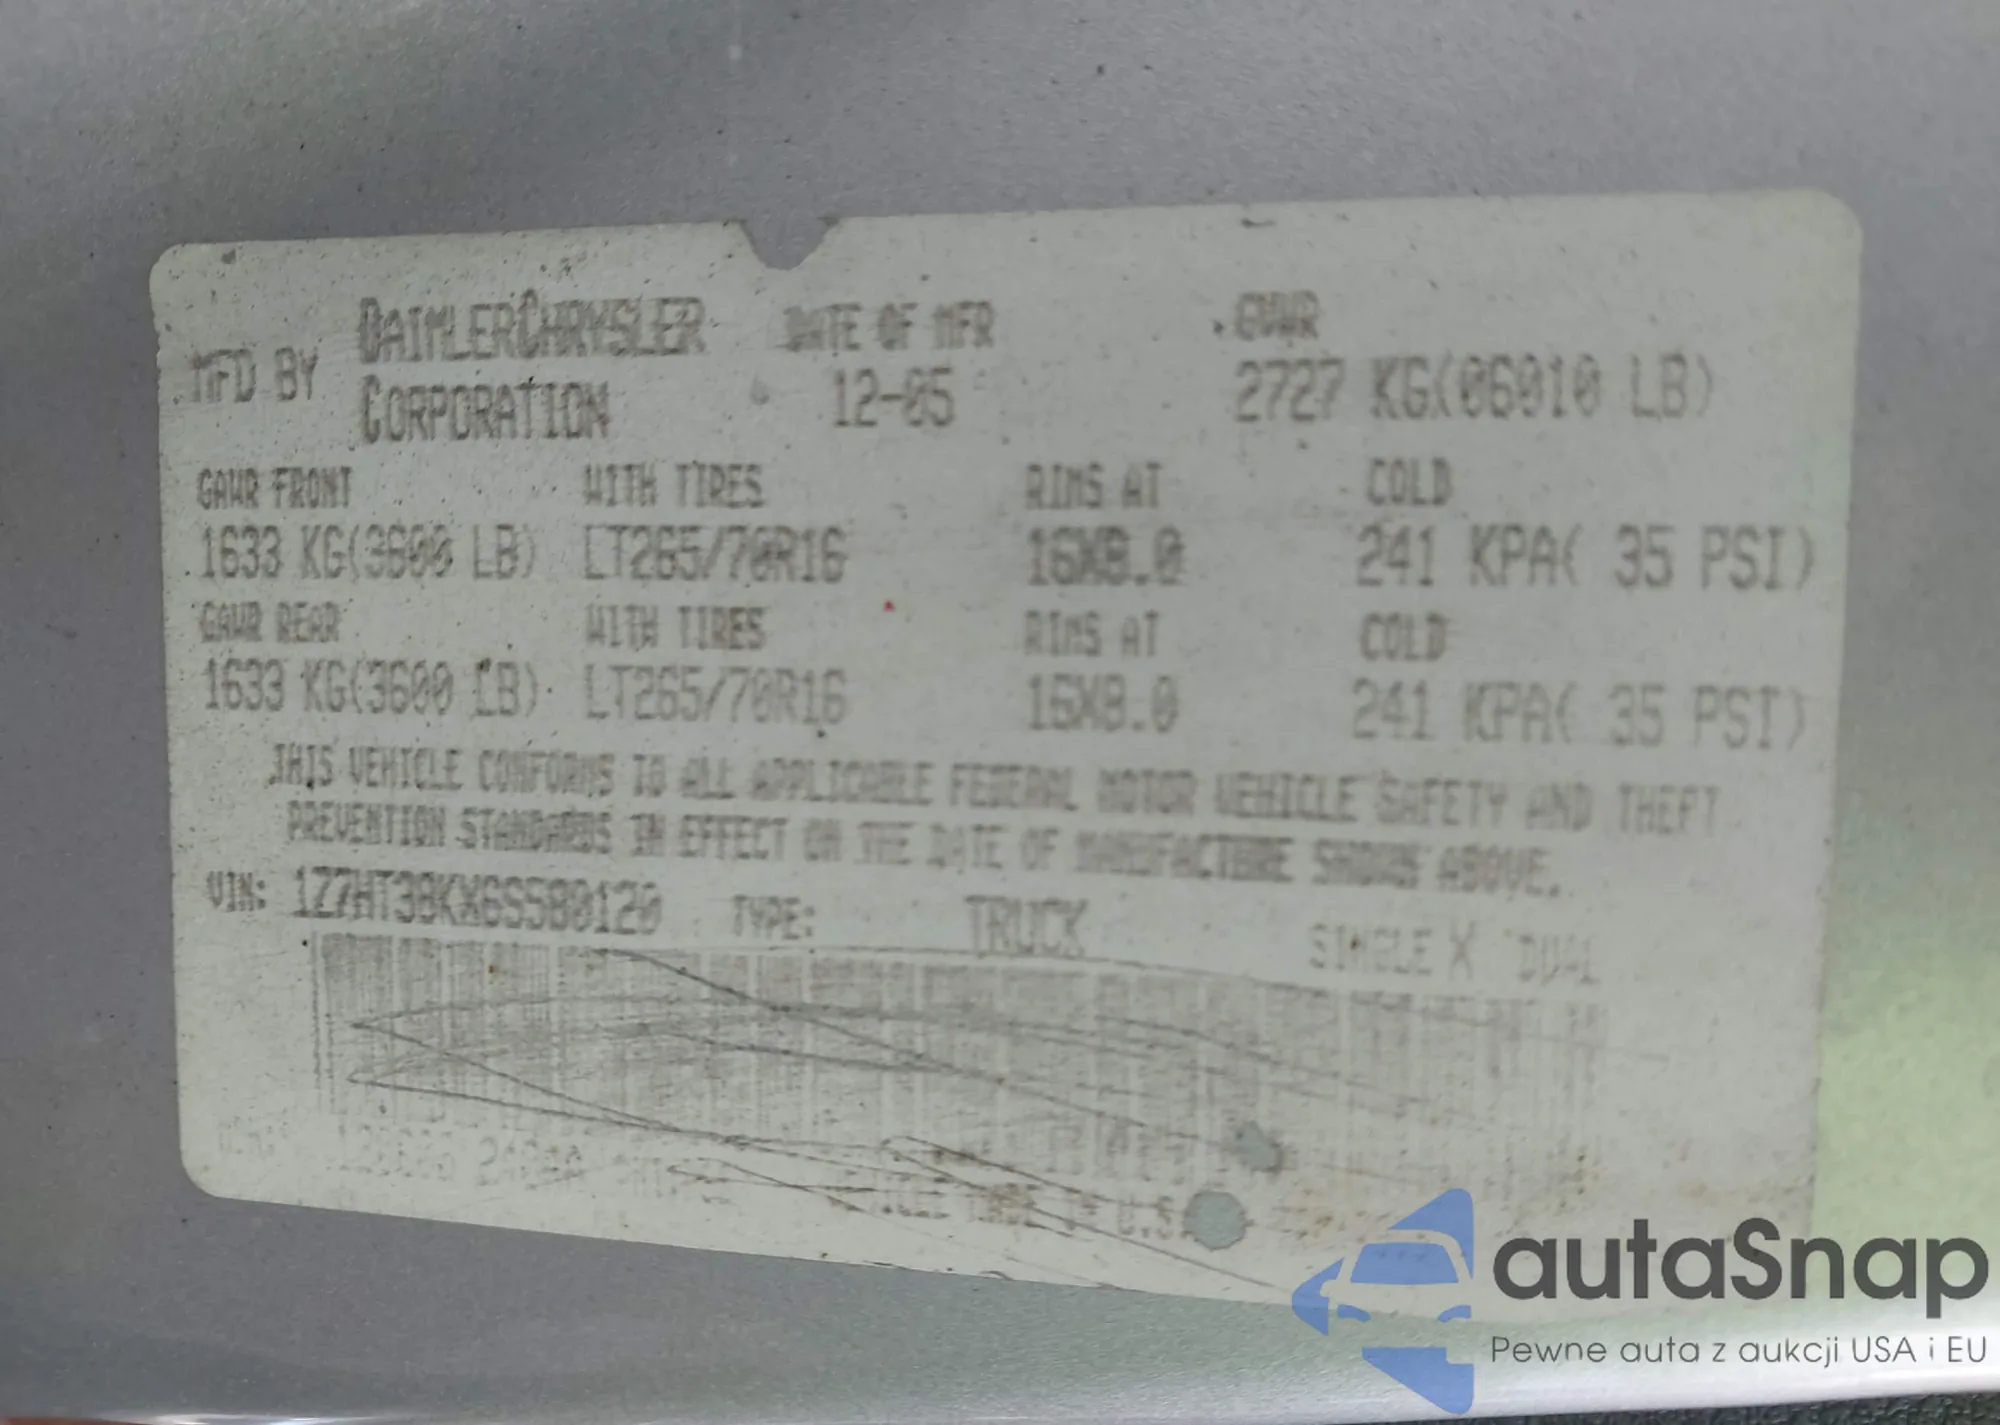 MFD BY DAIMLERCHRYSLER CORPORATION
DATE OF MFR 12-05
GVWR 2727 KG(06010 LB)
GAWR FRONT WITH TIRES RIMS AT COLD
1633 KG(3600 LB) LT265/70R16 16X8.0 241 KPA( 35 PSI)
GAWR REAR WITH TIRES RIMS AT COLD
1633 KG(3600 LB) LT265/70R16 16X8.0 241 KPA( 35 PSI)
THIS VEHICLE CONFORMS TO ALL APPLICABLE FEDERAL MOTOR VEHICLE SAFETY AND THEFT
PREVENTION STANDARDS IN EFFECT ON THE DATE OF MANUFACTURE SHOWN ABOVE.
VIN: 1Z7HT38KX6S580120 TYPE: TRUCK SINGLE X DUAL
autaSnap
Pewne auta z aukcji USA i EU